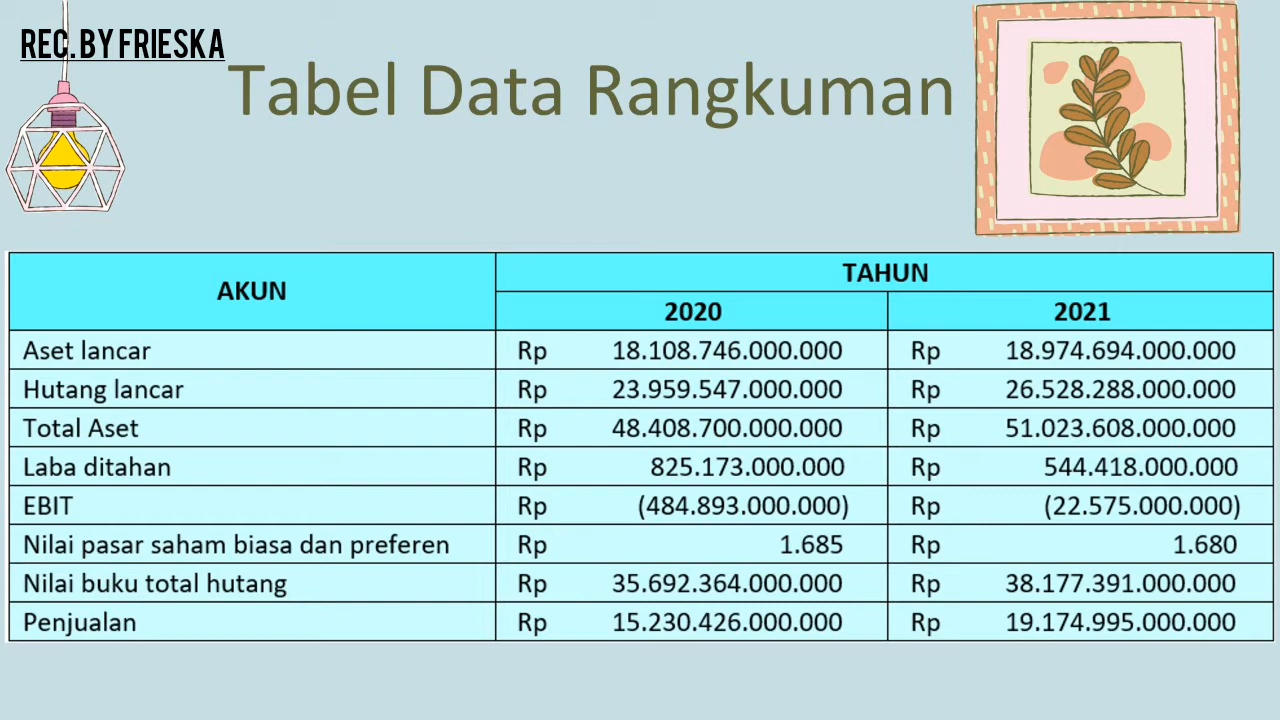 REC. BY FRIESKA
Tabel Data Rangkuman
AKUN TAHUN
2020 2021
Aset lancar Rp 18.108.746.000.000 Rp 18.974.694.000.000
Hutang lancar Rp 23.959.547.000.000 Rp 26.528.288.000.000
Total Aset Rp 48.408.700.000.000 Rp 51.023.608.000.000
Laba ditahan Rp 825.173.000.000 Rp 544.418.000.000
EBIT Rp (484.893.000.000) Rp (22.575.000.000)
Nilai pasar saham biasa dan preferen Rp 1.685 Rp 1.680
Nilai buku total hutang Rp 35.692.364.000.000 Rp 38.177.391.000.000
Penjualan Rp 15.230.426.000.000 Rp 19.174.995.000.000